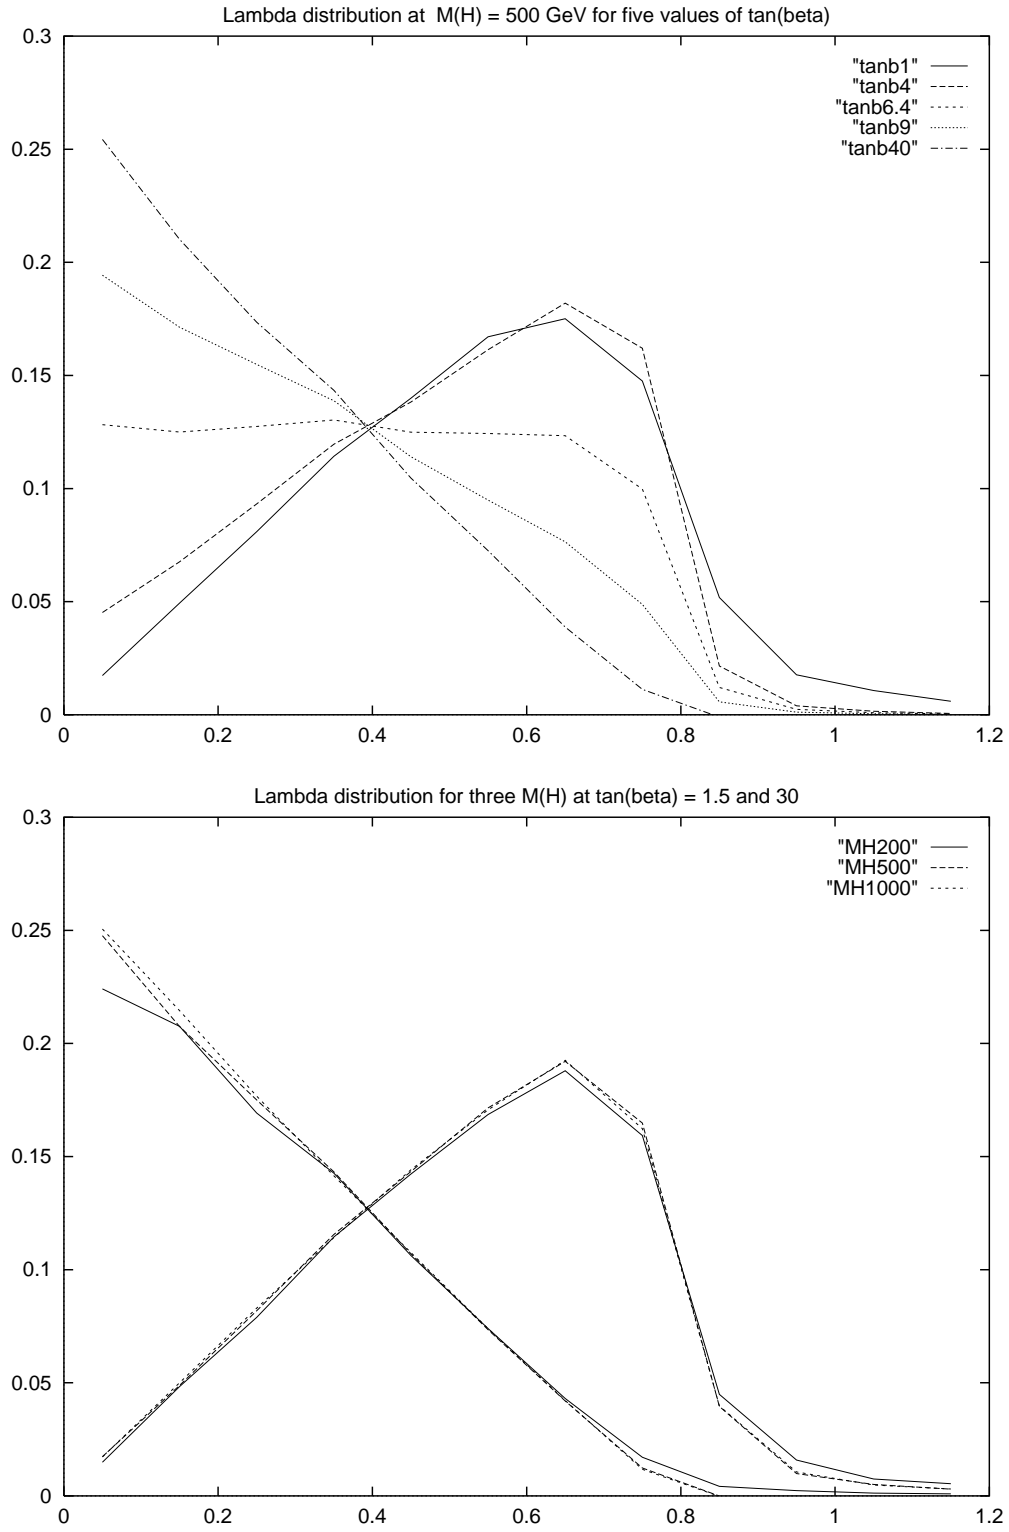 Lambda distribution at M(H) = 500 GeV for five values of tan(beta)
0.3
0.25
0.2
0.15
0.1
0.05
0
"tanb1"
"tanb4"
"tanb6.4"
"tanb9"
"tanb40"
0 0.2 0.4 0.6 0.8 1 1.2
Lambda distribution for three M(H) at tan(beta) = 1.5 and 30
0.3
0.25
0.2
0.15
0.1
0.05
0
"MH200"
"MH500"
"MH1000"
0 0.2 0.4 0.6 0.8 1 1.2